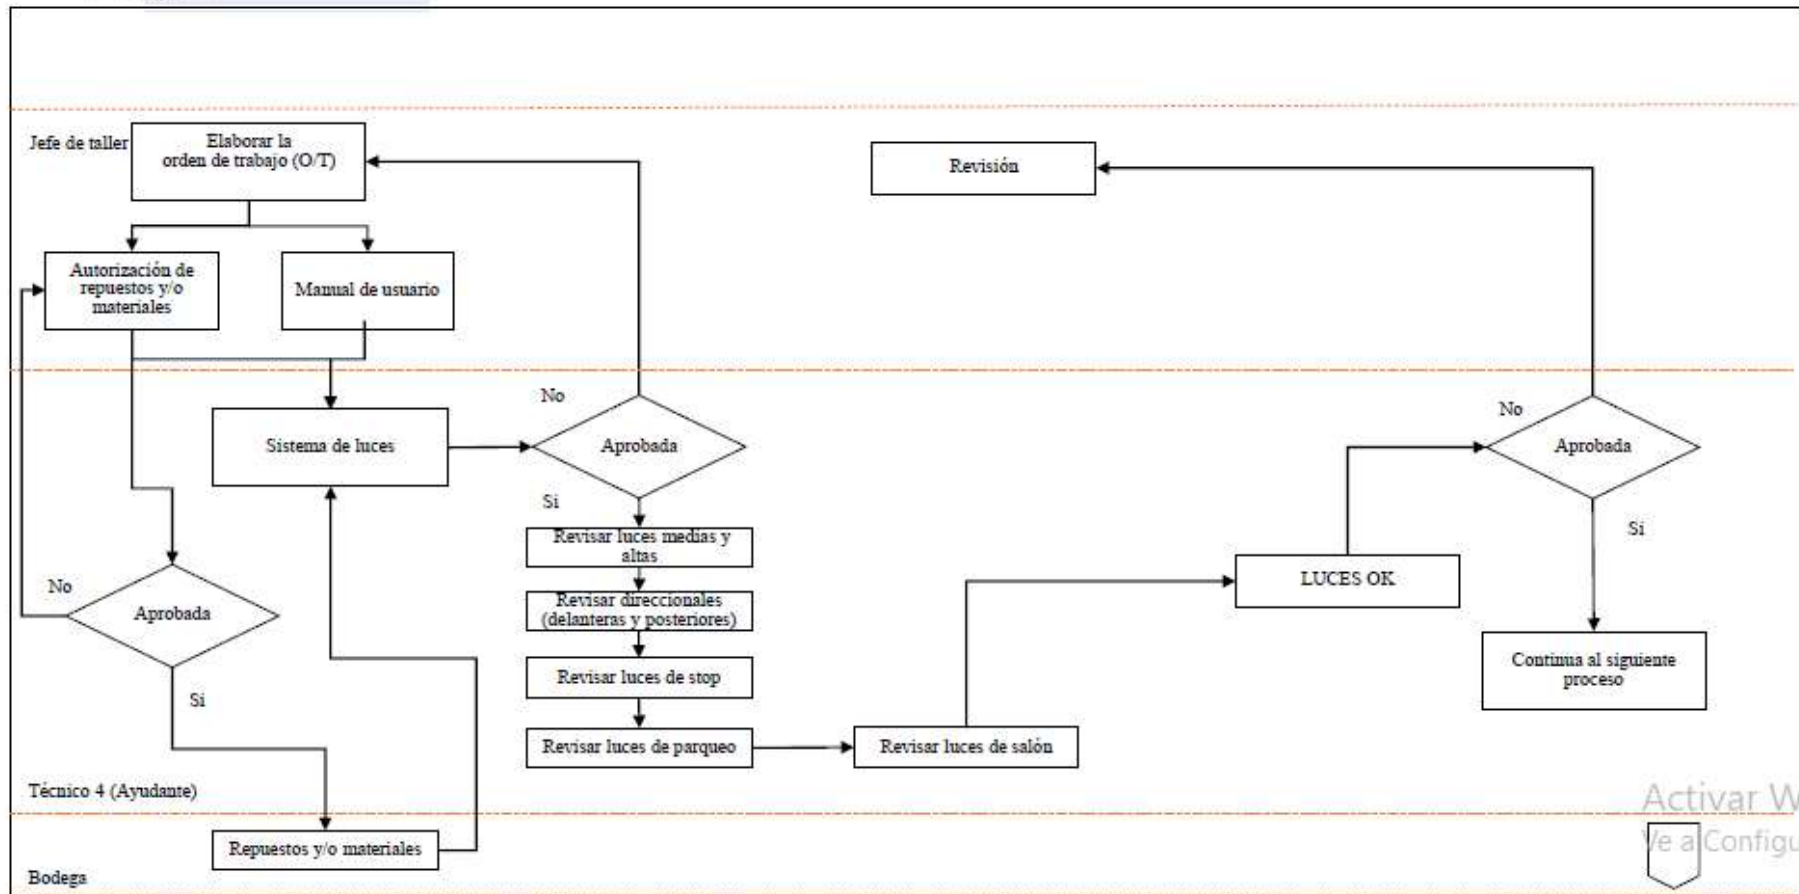 Jefe de taller
Elaborar la
orden de trabajo (O/T)
Revisión
Autorización de
repuestos y/o
materiales
Manual de usuario
No
Sistema de luces
Aprobada
Si
No
Aprobada
Si
Revisar luces medias y
altas
Revisar direccionales
(delanteras y posteriores)
Revisar luces de stop
Revisar luces de parqueo
Revisar luces de salón
LUCES OK
Continua al siguiente
proceso
No
Aprobada
Si
Técnico 4 (Ayudante)
Repuestos y/o materiales
Bodega
Activar W
Ve a Configu